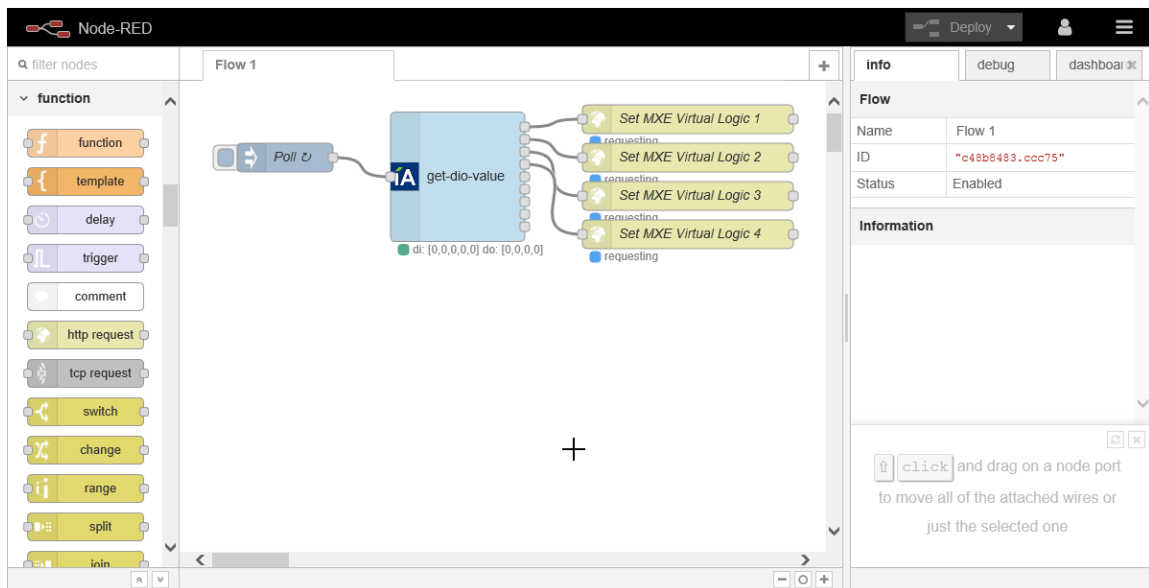 Node-RED
Deploy
filter nodes
Flow 1
info
debug
dashboar
function
function
template
delay
trigger
comment
http request
tcp request
switch
change
range
split
join
Poll ↻
iA
get-dio-value
di: [0,0,0,0,0] do: [0,0,0,0]
Set MXE Virtual Logic 1
requesting
Set MXE Virtual Logic 2
requesting
Set MXE Virtual Logic 3
requesting
Set MXE Virtual Logic 4
requesting
Flow
Name Flow 1
ID "c48b8483.ccc75"
Status Enabled
Information
⇧ click and drag on a node port
to move all of the attached wires or
just the selected one